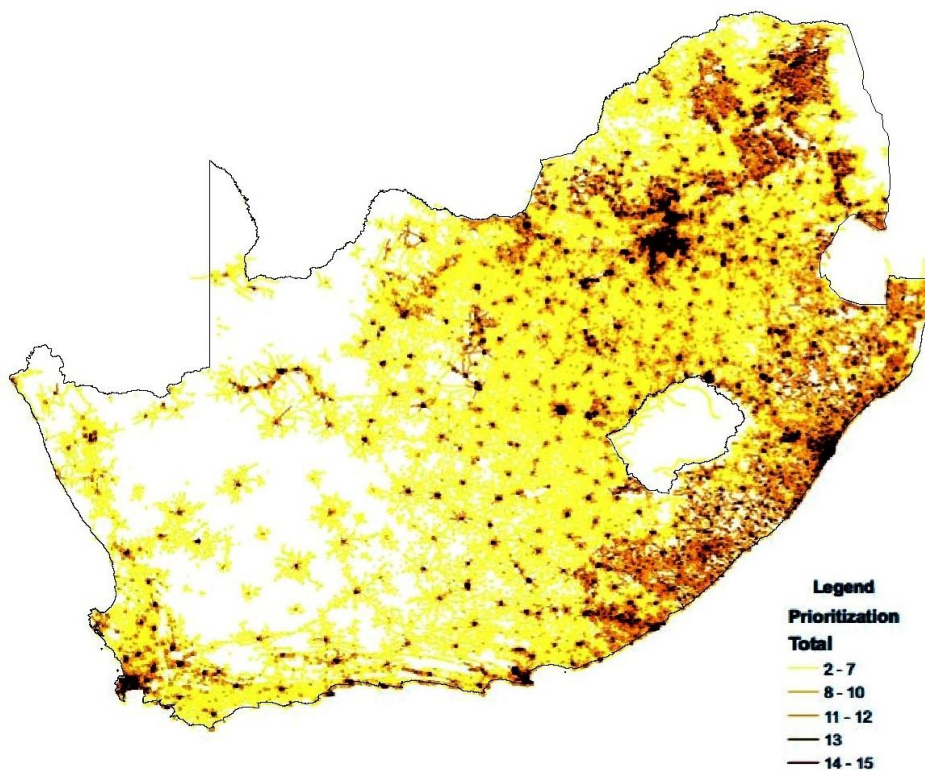 Legend
Prioritization
Total
2 - 7
8 - 10
11 - 12
13
14 - 15